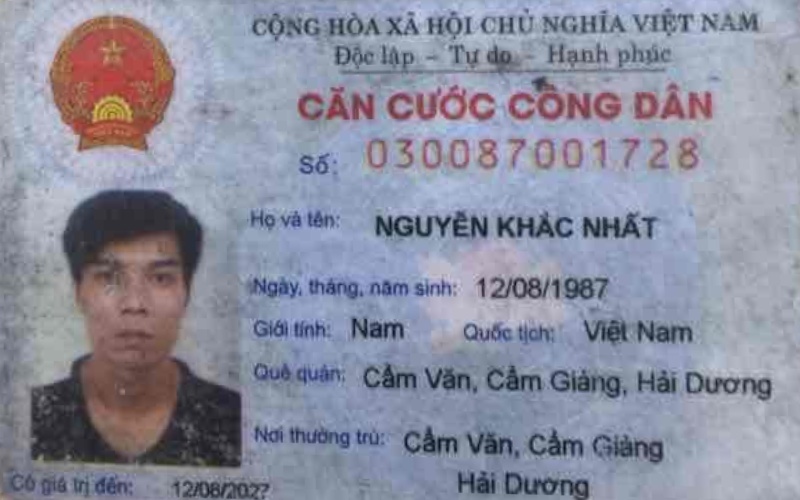 CỘNG HÒA XÃ HỘI CHỦ NGHĨA VIỆT NAM
Độc lập – Tự do – Hạnh phúc
CĂN CƯỚC CÔNG DÂN
Số: 030087001728
Họ và tên: NGUYỄN KHẮC NHẤT
Ngày, tháng, năm sinh: 12/08/1987
Giới tính: Nam Quốc tịch: Việt Nam
Quê quán: Cẩm Văn, Cẩm Giàng, Hải Dương
Nơi thường trú: Cẩm Văn, Cẩm Giàng
Hải Dương
Có giá trị đến: 12/08/2027